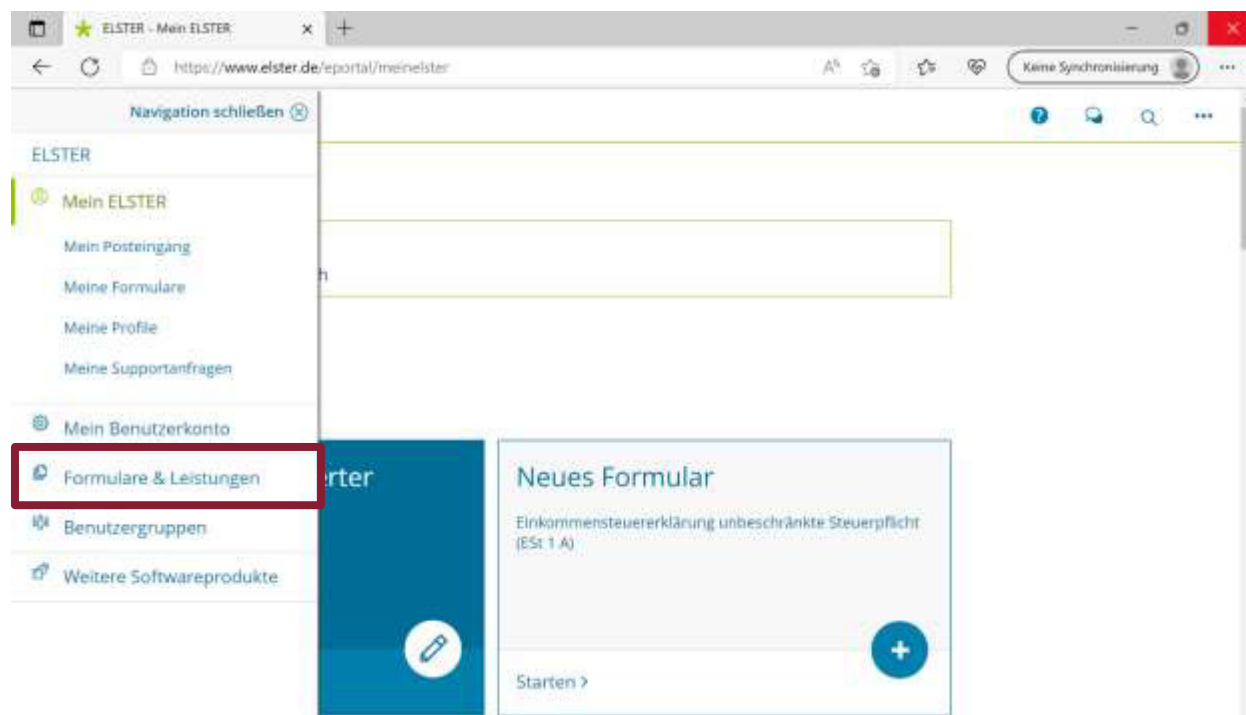 ELSTER - Mein ELSTER
https://www.elster.de/eportal/meinelster
Keine Synchronisierung
Navigation schließen
ELSTER
Mein ELSTER
Mein Posteingang
Meine Formulare
h
Meine Profile
Meine Supportanfragen
Mein Benutzerkonto
Formulare & Leistungen
erter
Neues Formular
Einkommensteuererklärung unbeschränkte Steuerpflicht
(ESt 1 A)
Benutzergruppen
Weitere Softwareprodukte
Starten >